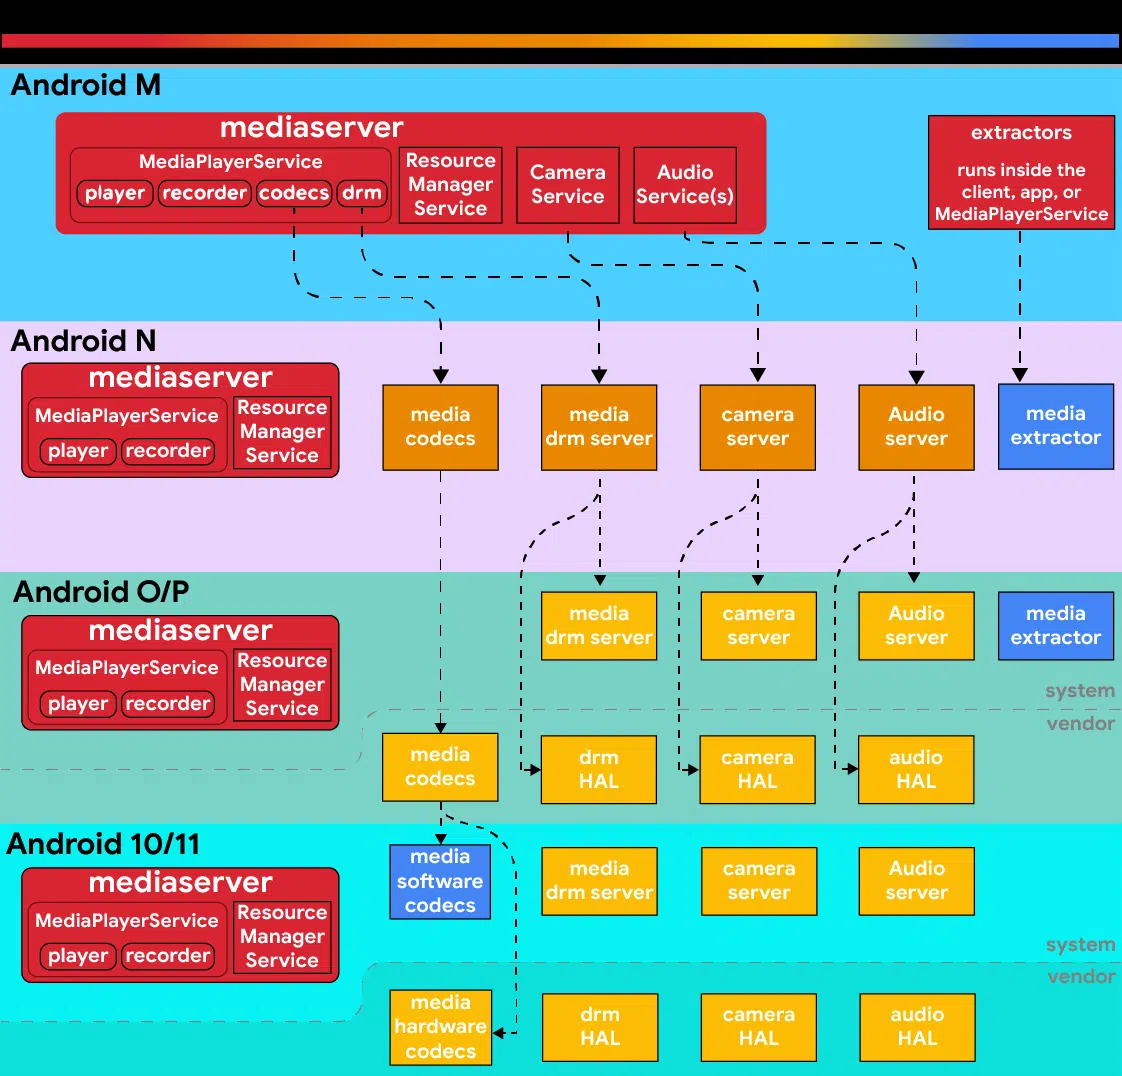 Android M
mediaserver
MediaPlayerService
player
recorder
codecs
drm
Resource
Manager
Service
Camera
Service
Audio
Service(s)
extractors
runs inside the
client, app, or
MediaPlayerService
Android N
mediaserver
MediaPlayerService
player
recorder
Resource
Manager
Service
media
codecs
media
drm server
camera
server
Audio
server
media
extractor
Android O/P
mediaserver
MediaPlayerService
player
recorder
Resource
Manager
Service
media
drm server
camera
server
Audio
server
media
extractor
system
vendor
media
codecs
drm
HAL
camera
HAL
audio
HAL
Android 10/11
mediaserver
MediaPlayerService
player
recorder
Resource
Manager
Service
media
software
codecs
media
drm server
camera
server
Audio
server
system
vendor
media
hardware
codecs
drm
HAL
camera
HAL
audio
HAL